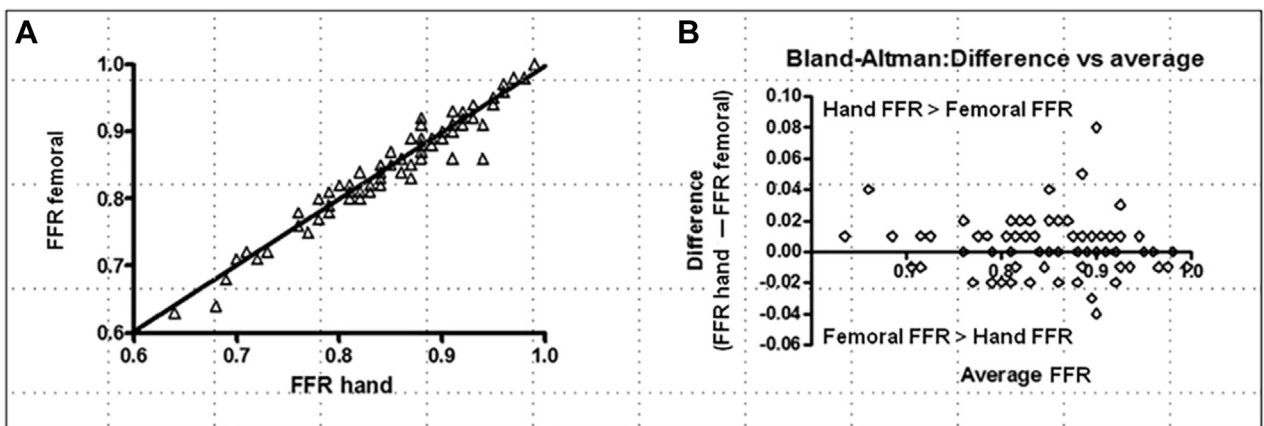 A
1.0
0.9
0.8
0.7
0.6
FFR femoral
0.6 0.7 0.8 0.9 1.0
FFR hand
B
Bland-Altman:Difference vs average
Difference
(FFR hand — FFR femoral)
0.10
0.08
0.06
0.04
0.02
0.00
-0.02
-0.04
-0.06
Hand FFR > Femoral FFR
0.7 0.8 0.9 1.0
Femoral FFR > Hand FFR
Average FFR